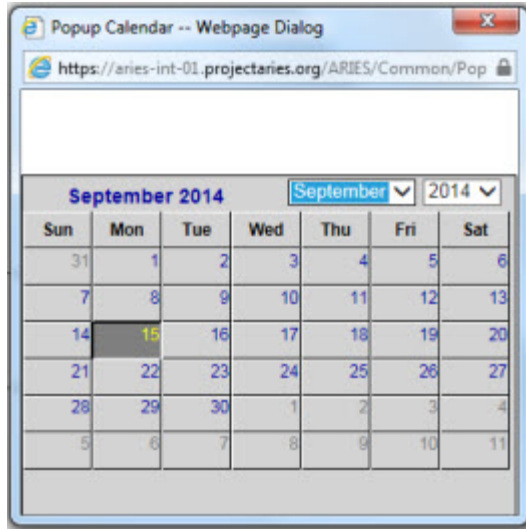 Popup Calendar -- Webpage Dialog
https://aries-int-01.projectaries.org/ARIES/Common/Pop
September 2014 September 2014
Sun Mon Tue Wed Thu Fri Sat
31 1 2 3 4 5 6
7 8 9 10 11 12 13
14 15 16 17 18 19 20
21 22 23 24 25 26 27
28 29 30 1 2 3 4
5 6 7 8 9 10 11